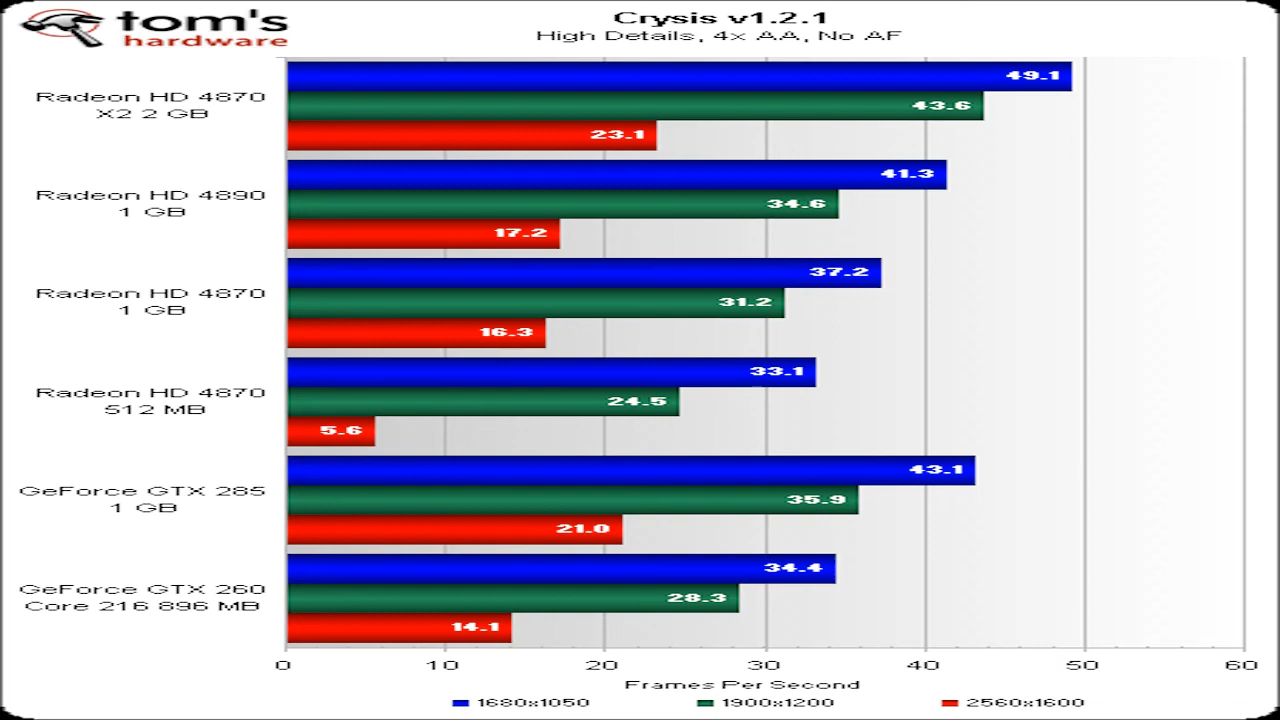 tom's
hardware
Crysis v1.2.1
High Details, 4x AA, No AF
Radeon HD 4870
X2 2 GB
49.1
43.6
23.1
Radeon HD 4890
1 GB
41.3
34.6
17.2
Radeon HD 4870
1 GB
37.2
31.2
16.3
Radeon HD 4870
512 MB
33.1
24.5
5.6
GeForce GTX 285
1 GB
43.1
35.9
21.0
GeForce GTX 260
Core 216 896 MB
34.4
28.3
14.1
0 10 20 30 40 50 60
Frames Per Second
1680x1050 1900x1200 2560x1600